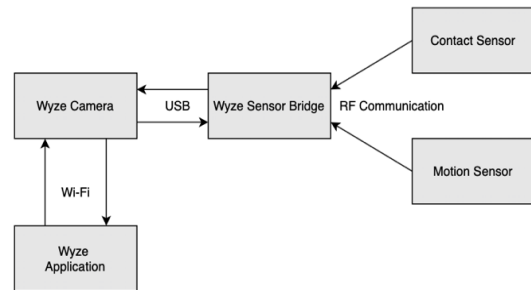 Contact Sensor
Wyze Camera
USB
Wyze Sensor Bridge
RF Communication
Motion Sensor
Wi-Fi
Wyze
Application